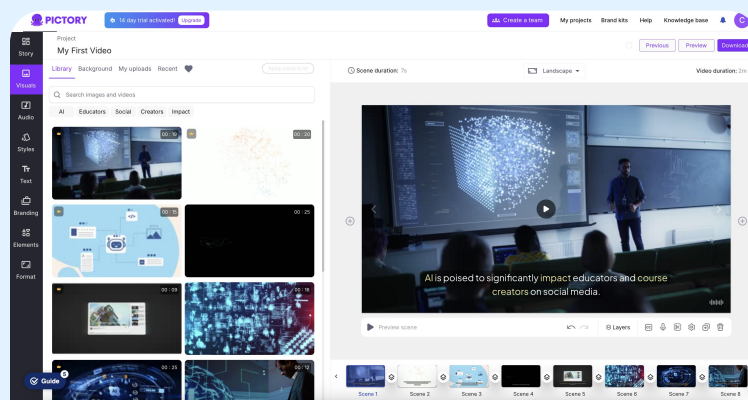 PICTORY
14 day trial activated! Upgrade
Create a team
My projects
Brand kits
Help
Knowledge base
C
Project
My First Video
Previous
Preview
Download
Story
Visuals
Audio
Styles
Text
Branding
Elements
Format
Guide
5
Library
Background
My uploads
Recent
Search images and videos
AI
Educators
Social
Creators
Impact
00 : 20
00 : 15
00 : 25
00 : 09
00 : 18
00 : 25
00 : 12
Scene duration: 7s
Landscape
Video duration: 2m
AI is poised to significantly impact educators and course
creators on social media.
Preview scene
Layers
Scene 1
Scene 2
Scene 3
Scene 4
Scene 5
Scene 6
Scene 7
Scene 8